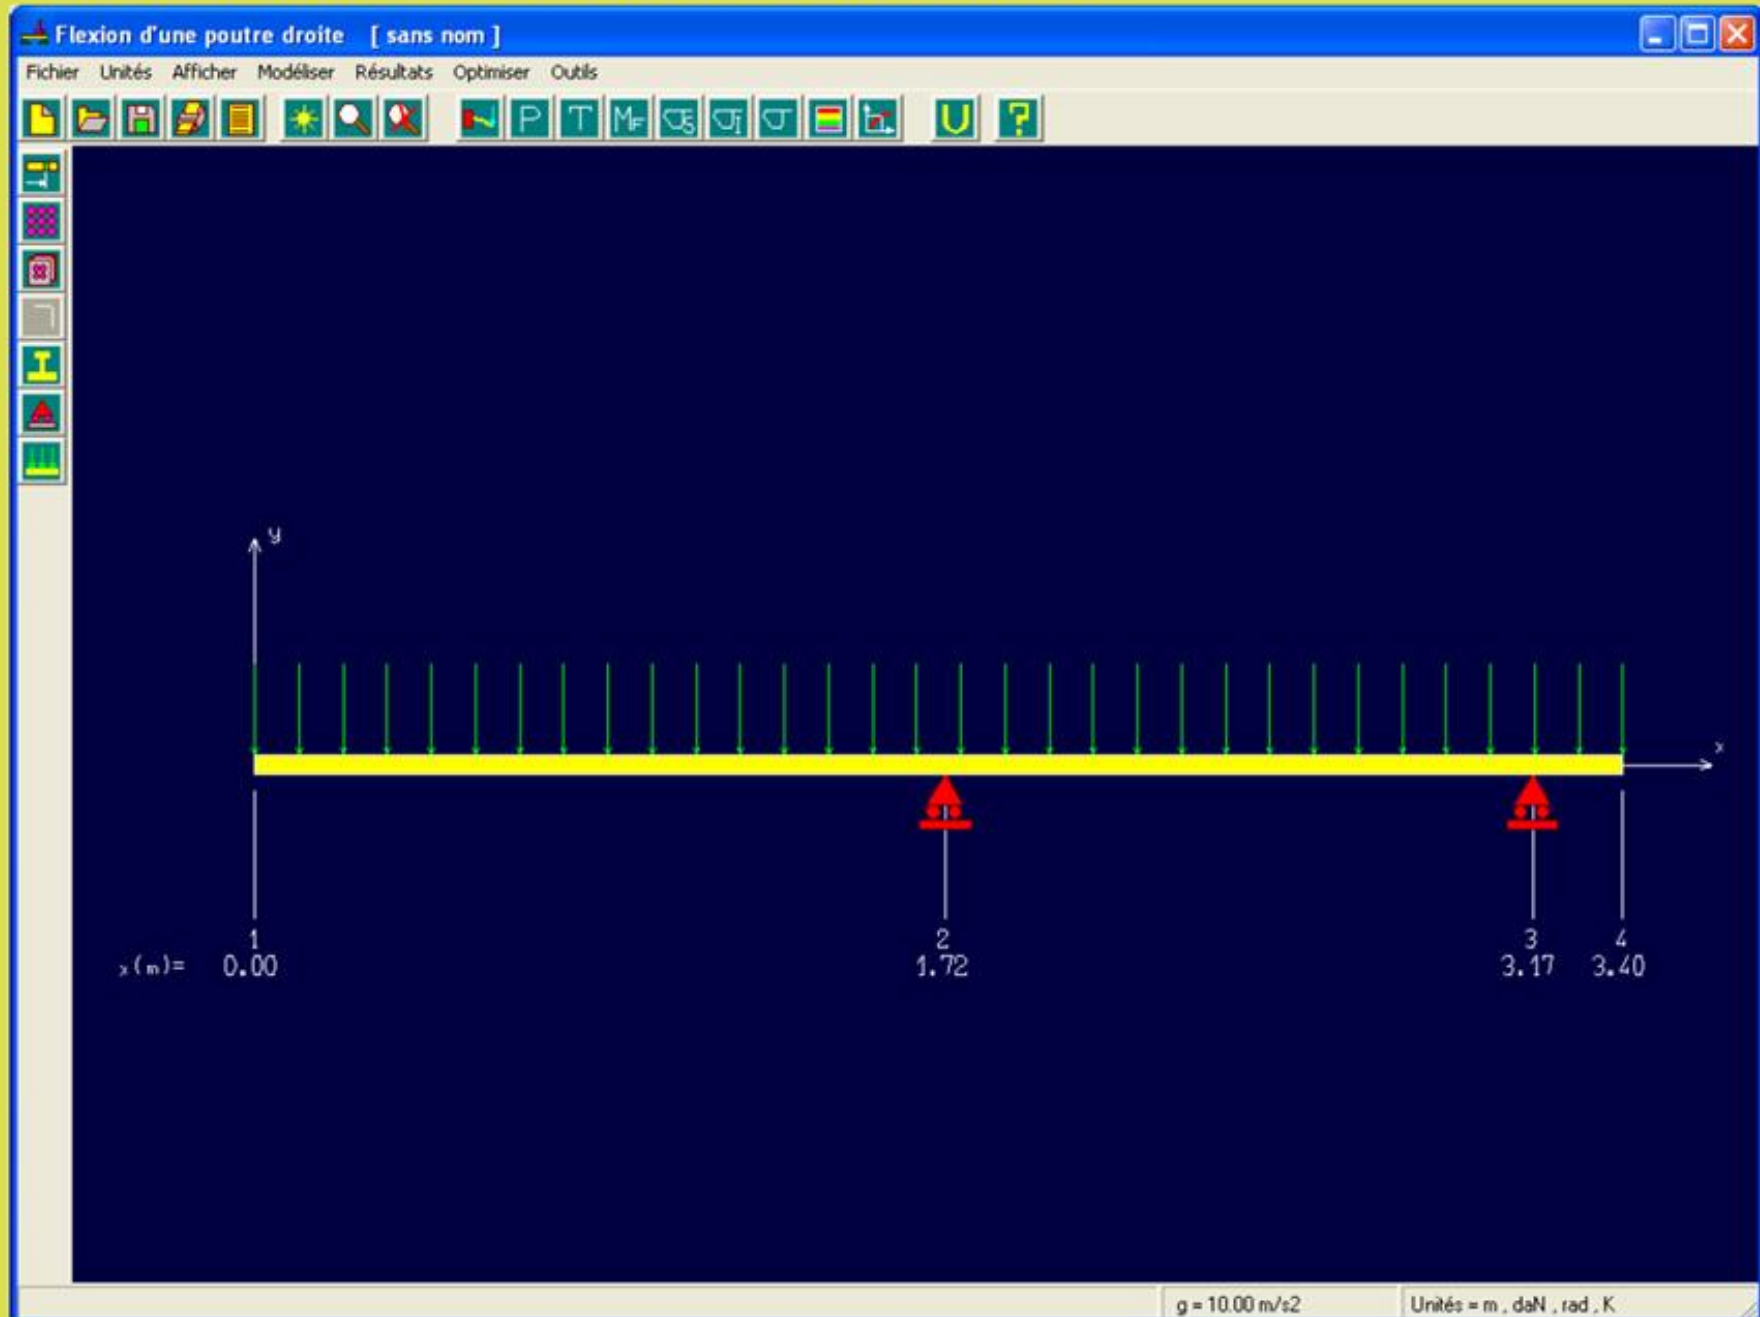 Flexion d'une poutre droite [ sans nom ]
Fichier Unités Afficher Modéliser Résultats Optimiser Outils
P T MF
y
x
1 2 3 4
x(m)= 0.00 1.72 3.17 3.40
g = 10.00 m/s2 Unités = m , daN , rad , K